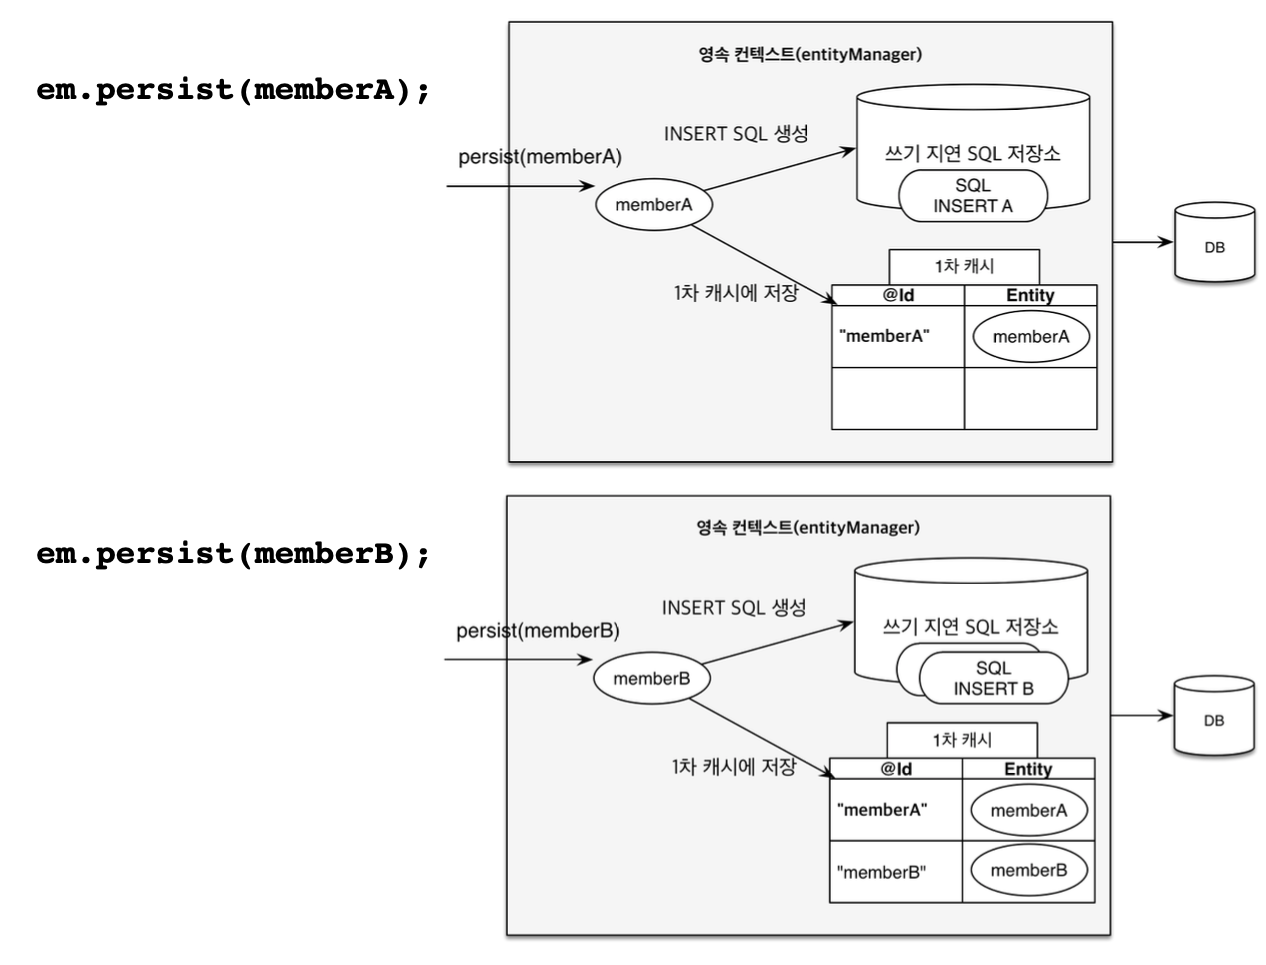 em.persist(memberA);
영속 컨텍스트(entityManager)
INSERT SQL 생성
persist(memberA)
memberA
쓰기 지연 SQL 저장소
SQL
INSERT A
1차 캐시에 저장
1차 캐시
@Id Entity
"memberA" memberA
DB
em.persist(memberB);
영속 컨텍스트(entityManager)
INSERT SQL 생성
persist(memberB)
memberB
쓰기 지연 SQL 저장소
SQL
INSERT B
1차 캐시에 저장
1차 캐시
@Id Entity
"memberA" memberA
"memberB" memberB
DB